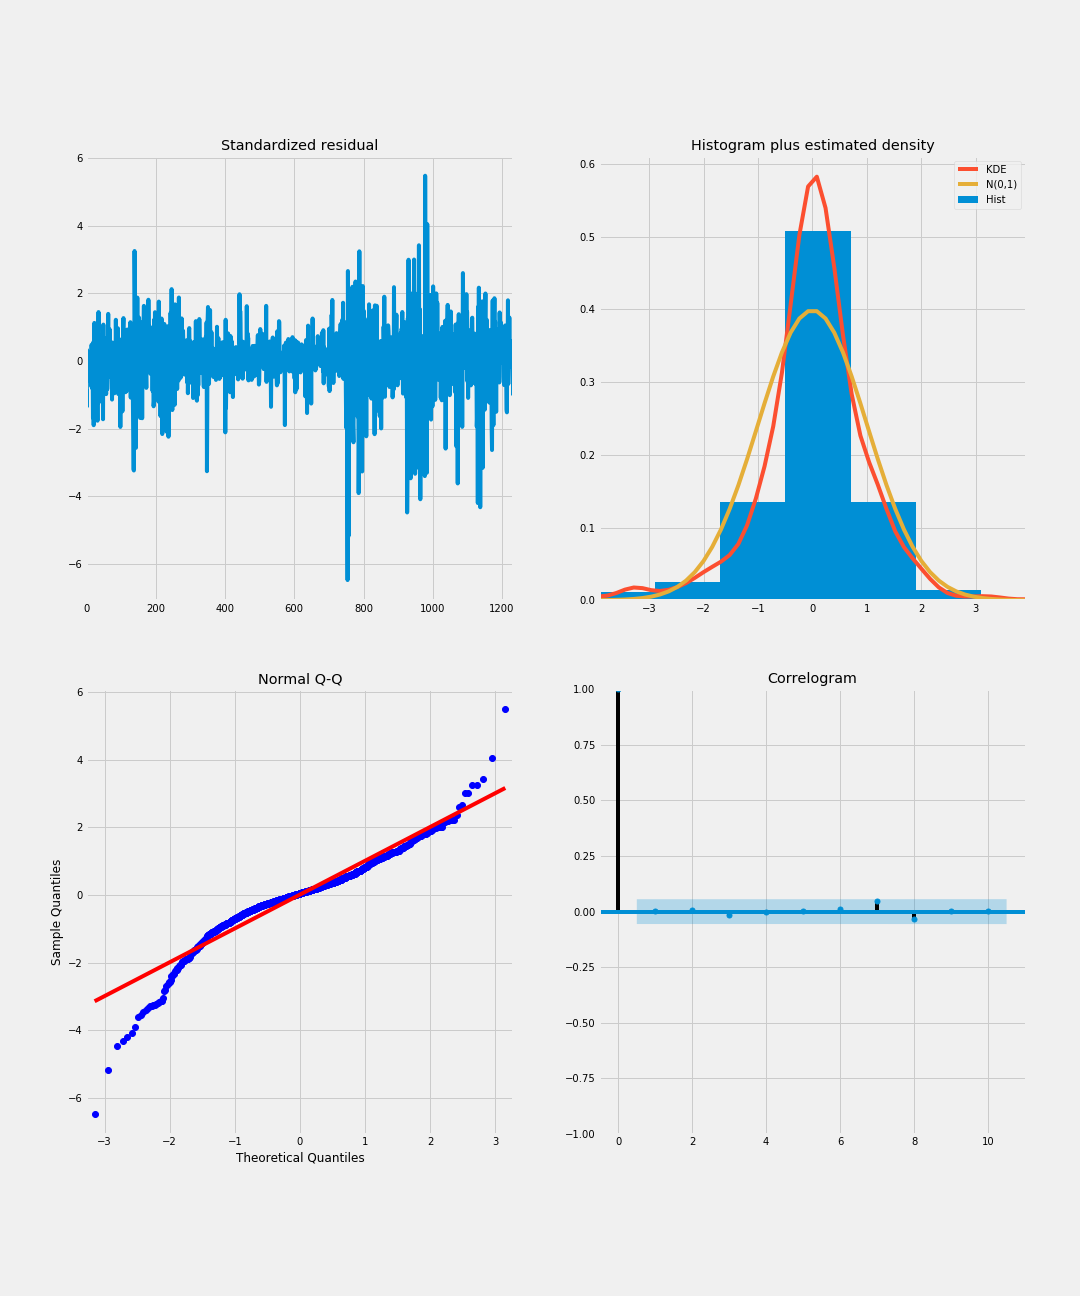 Standardized residual
6
4
2
0
−2
−4
−6
0 200 400 600 800 1000 1200
Histogram plus estimated density
0.6
0.5
0.4
0.3
0.2
0.1
0.0
−3 −2 −1 0 1 2 3
KDE
N(0,1)
Hist
Normal Q-Q
Sample Quantiles
6
4
2
0
−2
−4
−6
−3 −2 −1 0 1 2 3
Theoretical Quantiles
Correlogram
1.00
0.75
0.50
0.25
0.00
−0.25
−0.50
−0.75
−1.00
0 2 4 6 8 10